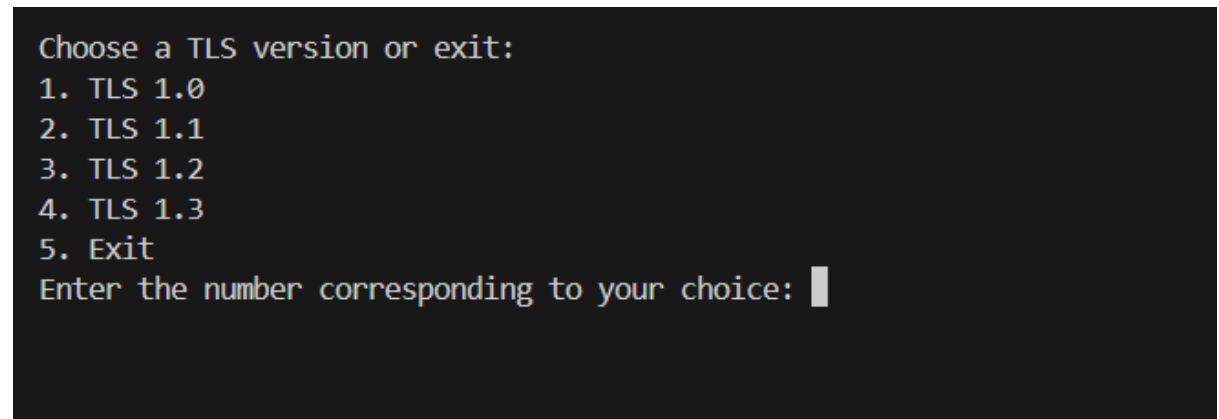 Choose a TLS version or exit:
1. TLS 1.0
2. TLS 1.1
3. TLS 1.2
4. TLS 1.3
5. Exit
Enter the number corresponding to your choice: